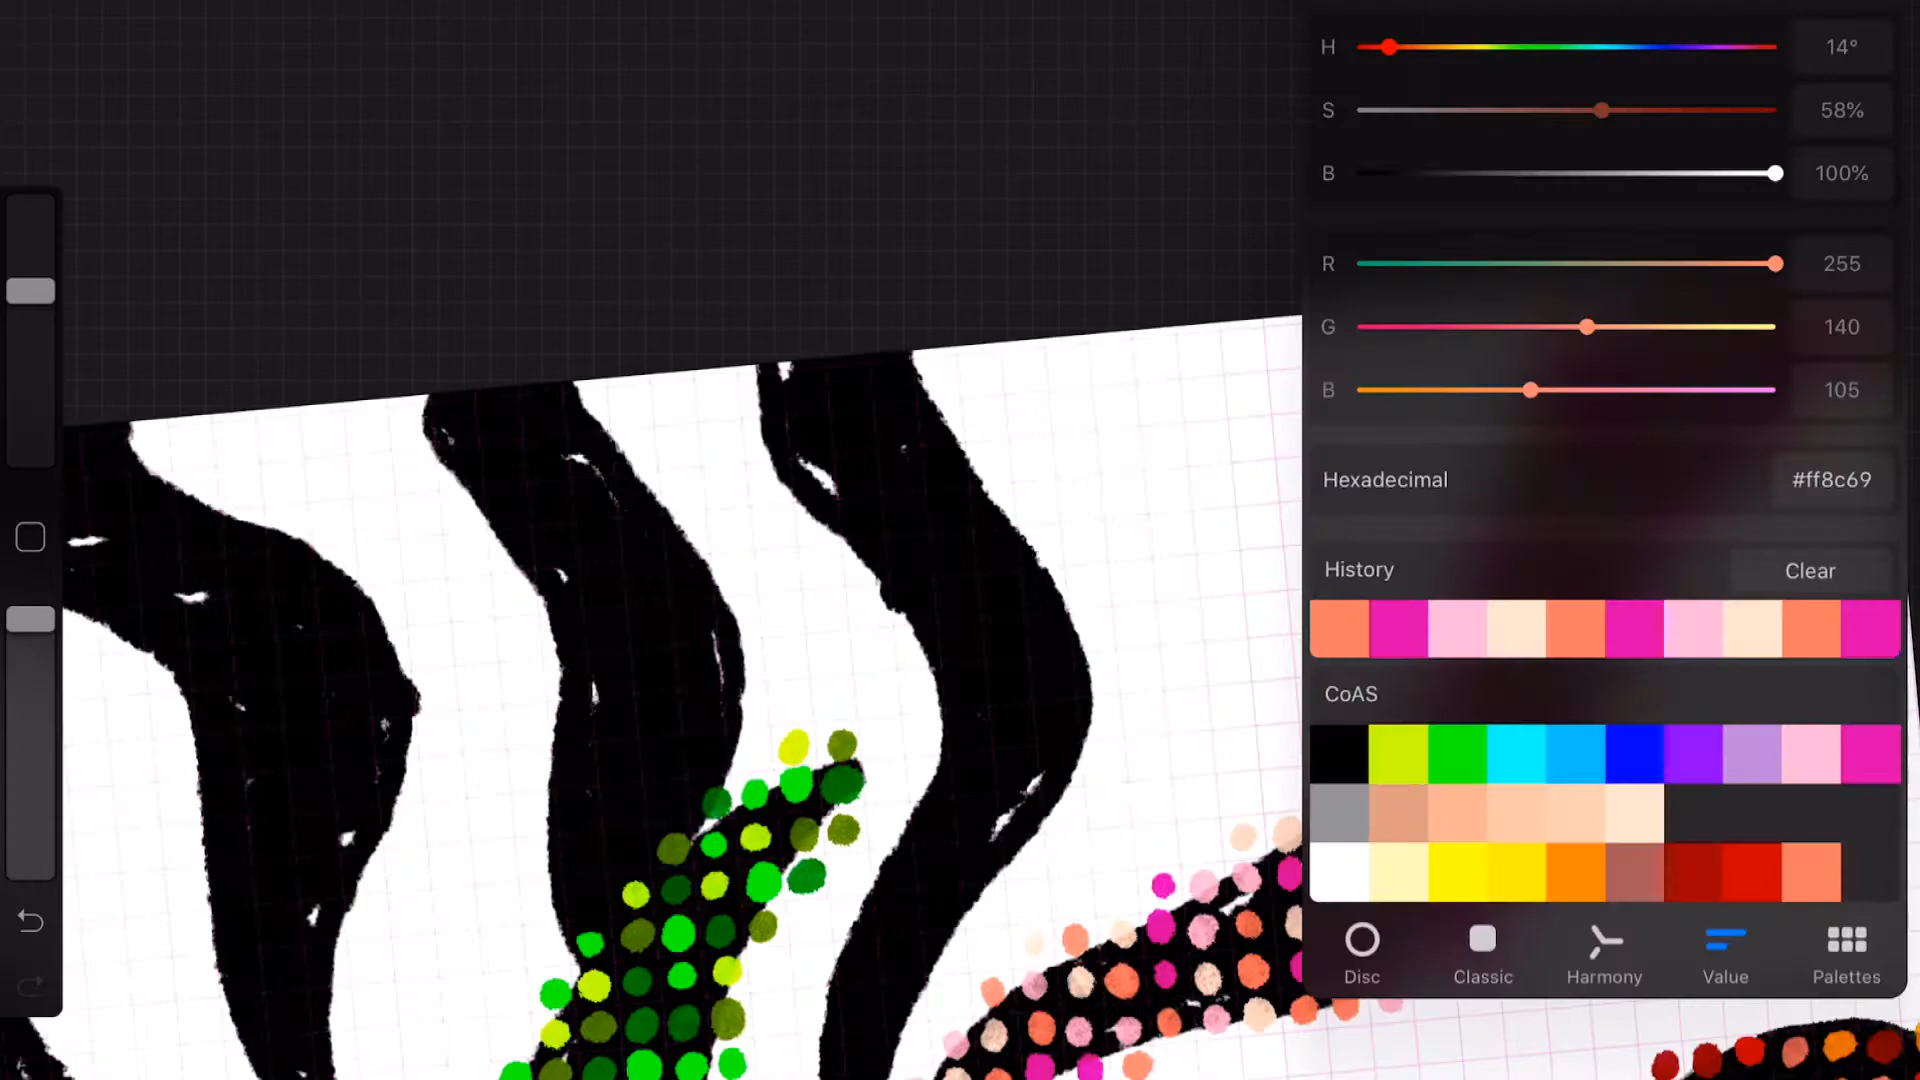 H 14°
S 58%
B 100%
R 255
G 140
B 105
Hexadecimal #ff8c69
History Clear
CoAS
Disc Classic Harmony Value Palettes